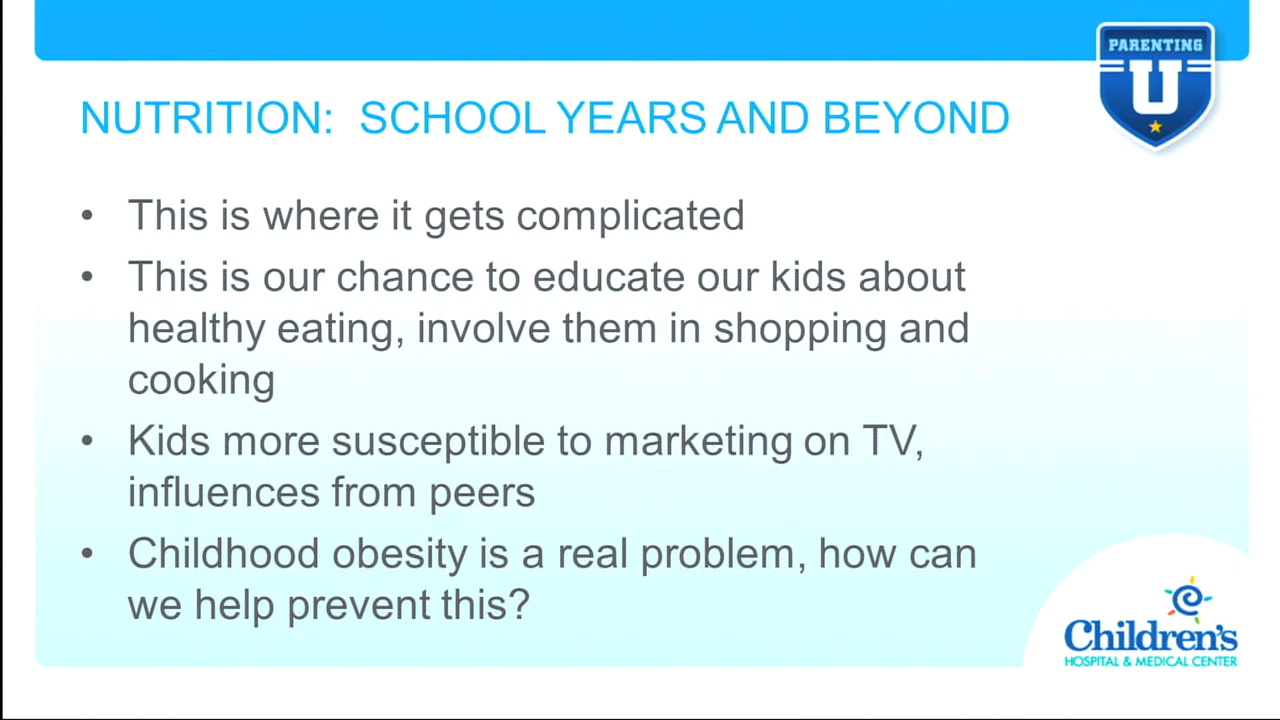 PARENTING
U
NUTRITION: SCHOOL YEARS AND BEYOND
• This is where it gets complicated
• This is our chance to educate our kids about
healthy eating, involve them in shopping and
cooking
• Kids more susceptible to marketing on TV,
influences from peers
• Childhood obesity is a real problem, how can
we help prevent this?
Children's
HOSPITAL & MEDICAL CENTER